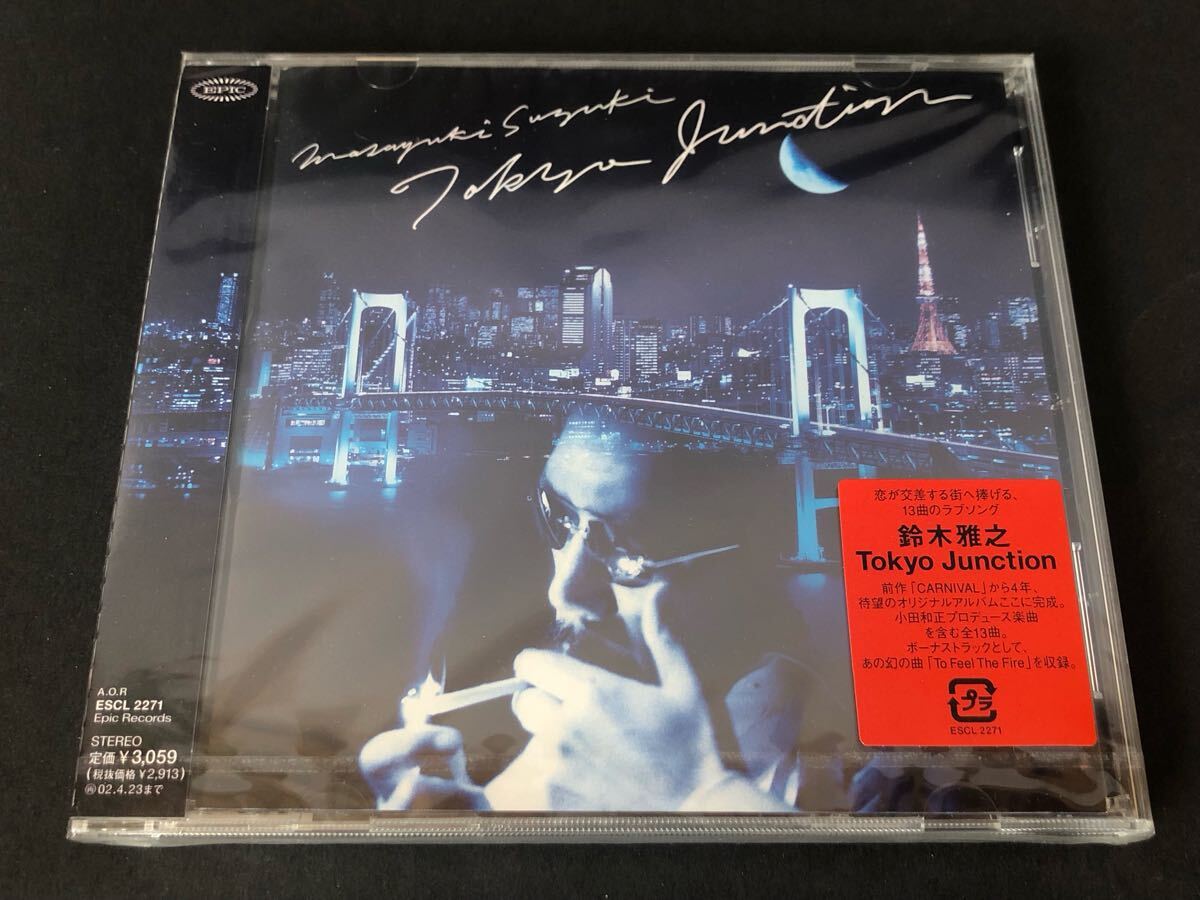 EPIC
Masayuki Suzuki
Tokyo Junction
恋が交差する街へ捧げる、
13曲のラブソング
鈴木雅之
Tokyo Junction
前作「CARNIVAL」から4年、
待望のオリジナルアルバムここに完成。
小田和正プロデュース楽曲
を含む全13曲。
ボーナストラックとして、
あの幻の曲「To Feel The Fire」を収録。
プラ
ESCL 2271
A.O.R
ESCL 2271
Epic Records
STEREO
定価¥3,059
(税抜価格¥2,913)
Ⓡ02.4.23まで